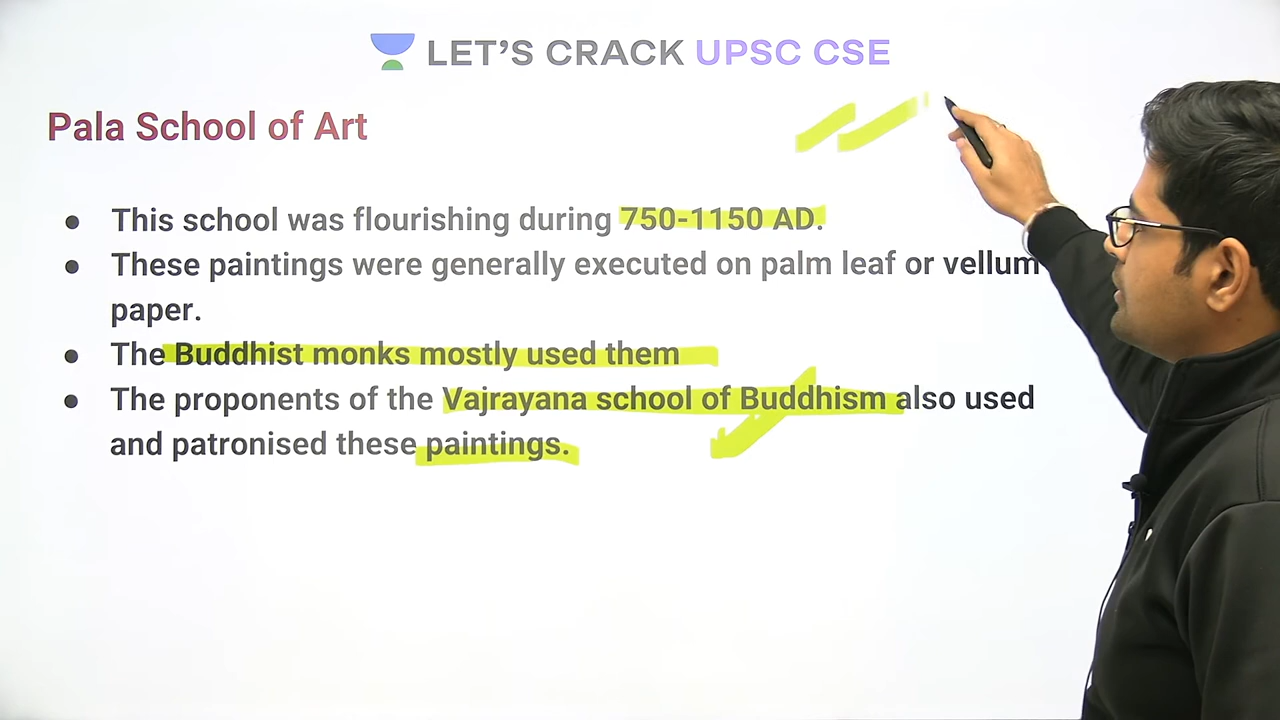 LET'S CRACK UPSC CSE
Pala School of Art
● This school was flourishing during 750-1150 AD.
● These paintings were generally executed on palm leaf or vellum
paper.
● The Buddhist monks mostly used them
● The proponents of the Vajrayana school of Buddhism also used
and patronised these paintings.